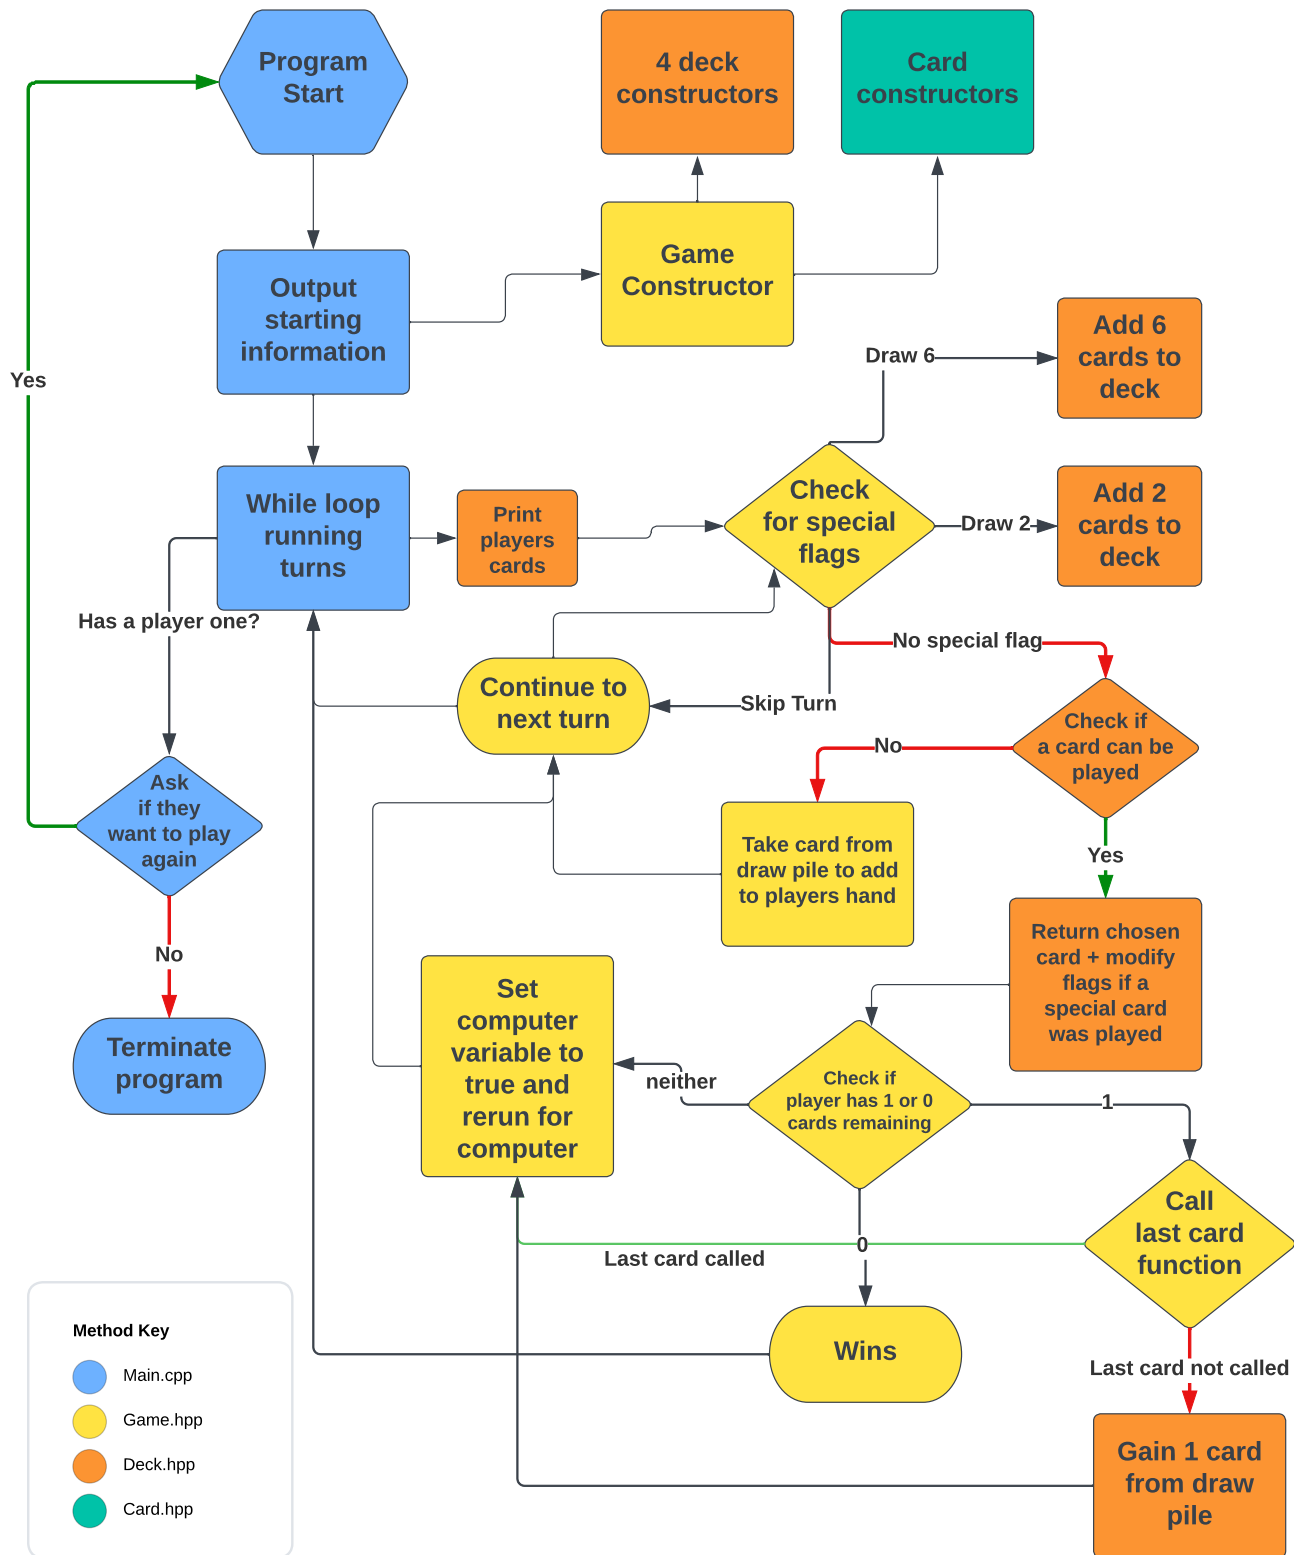 Program
Start
4 deck
constructors
Card
constructors
Game
Constructor
Output
starting
information
Add 6
cards to
deck
Draw 6
Yes
While loop
running
turns
Print
players
cards
Check
for special
flags
Draw 2
Add 2
cards to
deck
Has a player one?
No special flag
Continue to
next turn
Skip Turn
Check if
a card can be
played
No
Ask
if they
want to play
again
Take card from
draw pile to add
to players hand
Yes
No
Return chosen
card + modify
flags if a
special card
was played
Set
computer
variable to
true and
rerun for
computer
Terminate
program
neither
Check if
player has 1 or 0
cards remaining
1
Call
last card
function
0
Last card called
Wins
Last card not called
Gain 1 card
from draw
pile
Method Key
Main.cpp
Game.hpp
Deck.hpp
Card.hpp